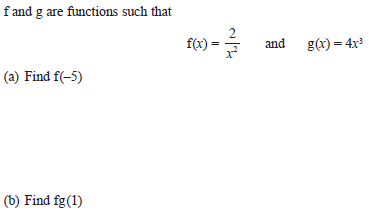 f and g are functions such that
f(x) = 2/x² and g(x) = 4x³
(a) Find f(–5)
(b) Find fg(1)